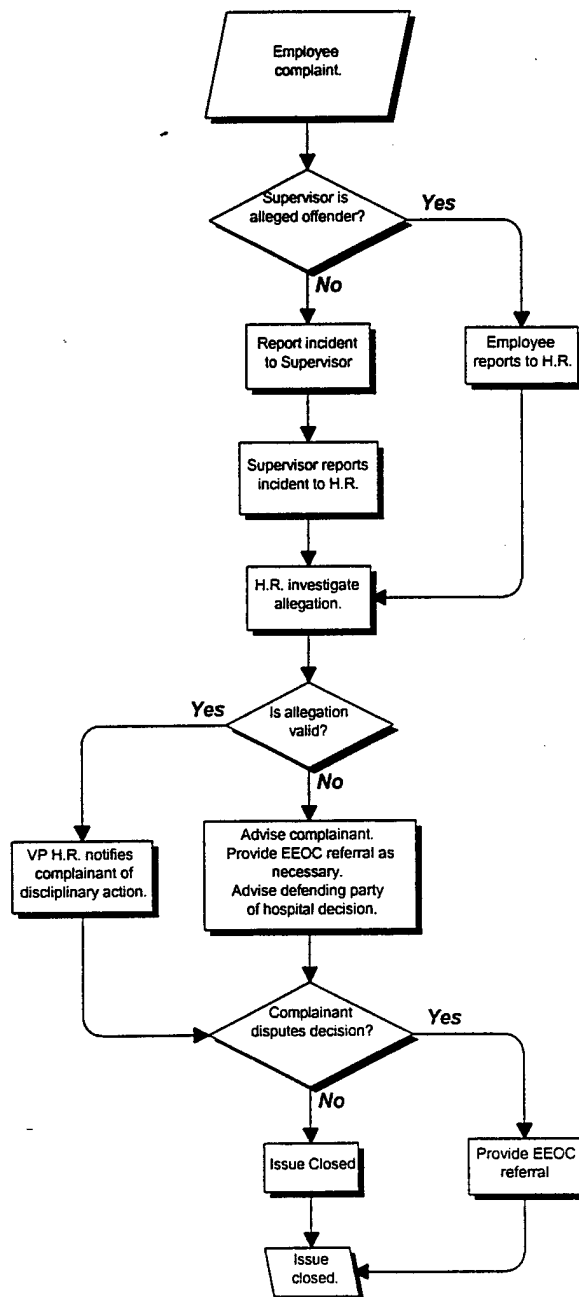 Employee
complaint.
Supervisor is
alleged offender?
Yes
No
Report incident
to Supervisor
Employee
reports to H.R.
Supervisor reports
incident to H.R.
H.R. investigate
allegation.
Yes
Is allegation
valid?
No
VP H.R. notifies
complainant of
discliplinary action.
Advise complainant.
Provide EEOC referral as
necessary.
Advise defending party
of hospital decision.
Complainant
disputes decision?
Yes
No
Issue Closed
Provide EEOC
referral
Issue
closed.